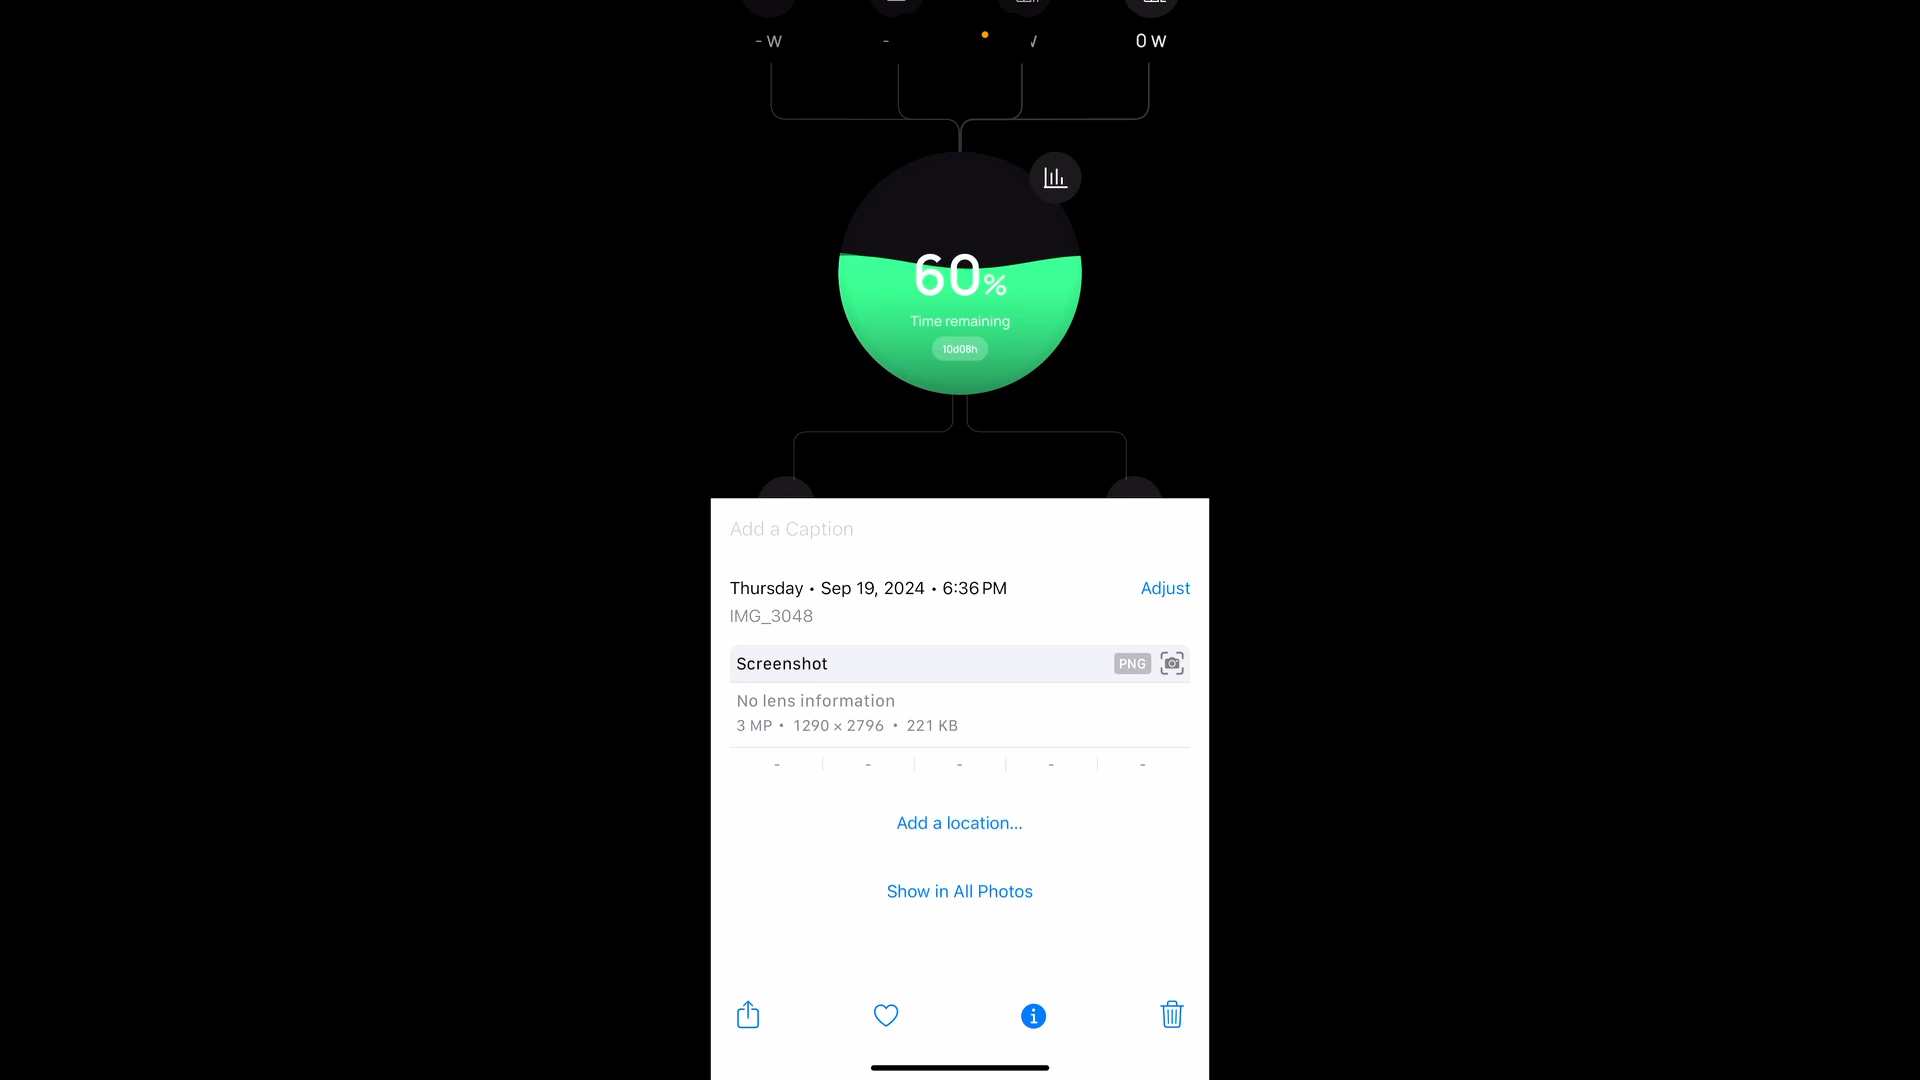 - W
-
0 W
60%
Time remaining
10d08h
Add a Caption
Thursday • Sep 19, 2024 • 6:36 PM
Adjust
IMG_3048
Screenshot
PNG
No lens information
3 MP • 1290 × 2796 • 221 KB
- - - - -
Add a location...
Show in All Photos